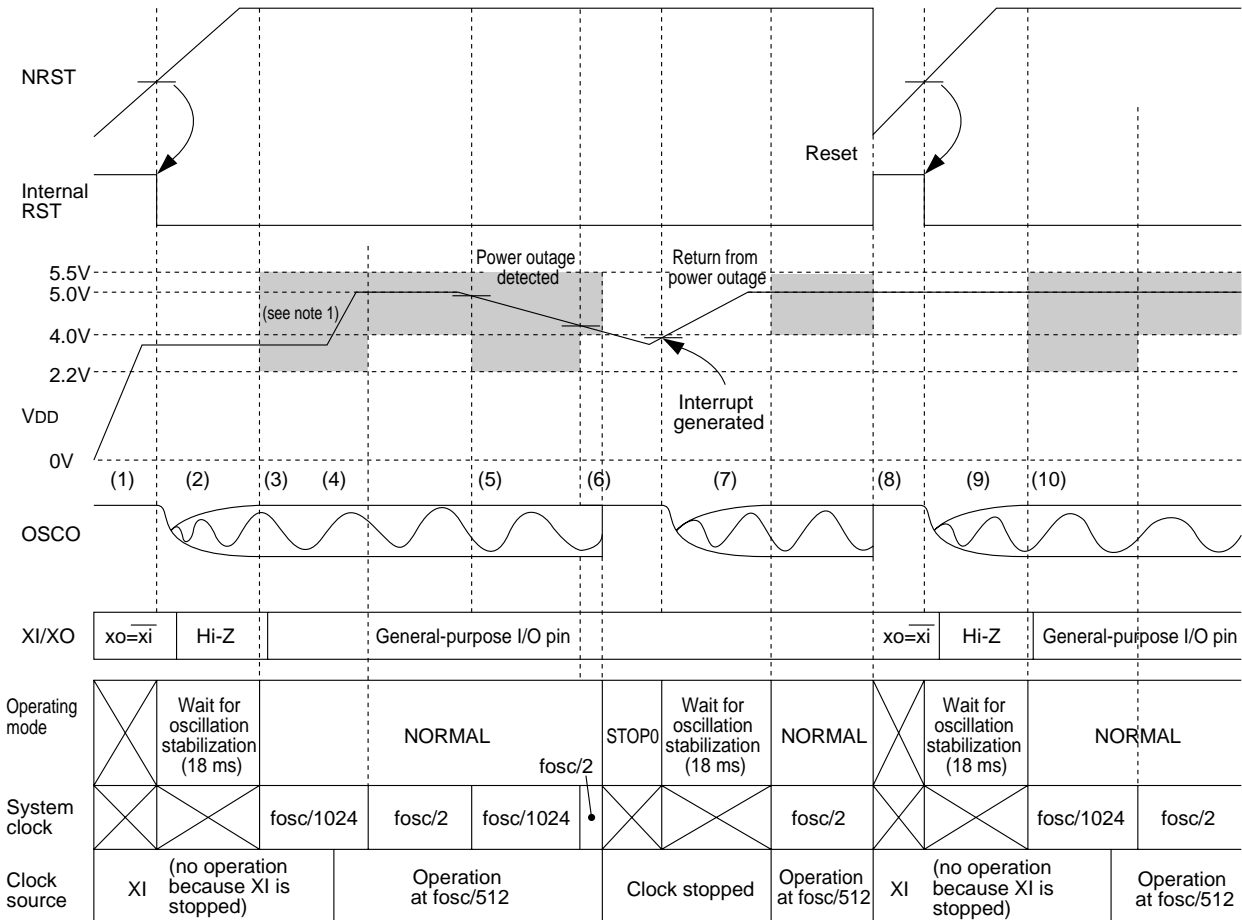 NRST
Reset
Internal
RST
Power outage
detected
Return from
power outage
5.5V
5.0V
(see note 1)
4.0V
2.2V
Interrupt
generated
VDD
0V
(1) (2) (3) (4) (5) (6) (7) (8) (9) (10)
OSCO
XI/XO
xo=x̅i̅
Hi-Z
General-purpose I/O pin
xo=x̅i̅
Hi-Z
General-purpose I/O pin
Operating
mode
Wait for
oscillation
stabilization
(18 ms)
NORMAL
fosc/2
STOP0
Wait for
oscillation
stabilization
(18 ms)
NORMAL
Wait for
oscillation
stabilization
(18 ms)
NORMAL
System
clock
fosc/1024
fosc/2
fosc/1024
fosc/2
fosc/1024
fosc/2
Clock
source
XI
(no operation
because XI is
stopped)
Operation
at fosc/512
Clock stopped
Operation
at fosc/512
XI
(no operation
because XI is
stopped)
Operation
at fosc/512